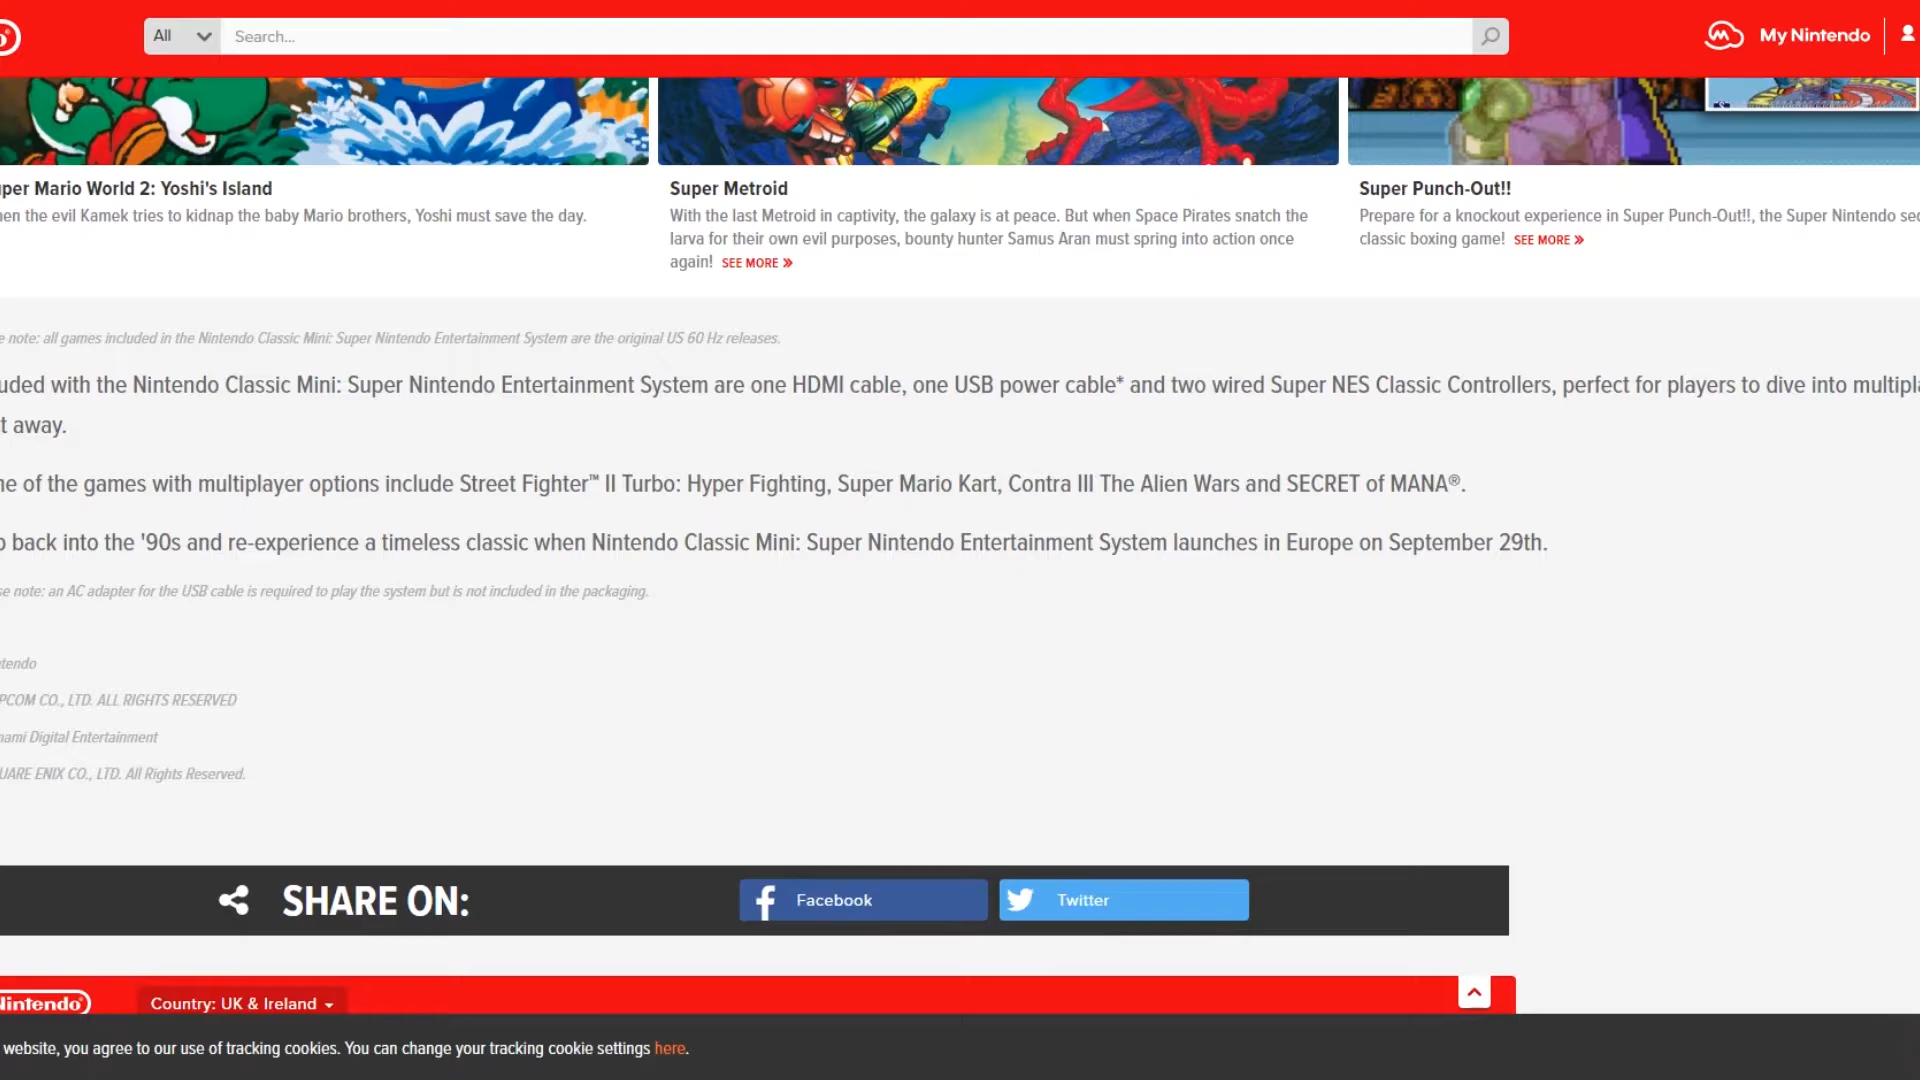 All
Search...
My Nintendo
per Mario World 2: Yoshi's Island
en the evil Kamek tries to kidnap the baby Mario brothers, Yoshi must save the day.
Super Metroid
With the last Metroid in captivity, the galaxy is at peace. But when Space Pirates snatch the
larva for their own evil purposes, bounty hunter Samus Aran must spring into action once
again! SEE MORE »
Super Punch-Out!!
Prepare for a knockout experience in Super Punch-Out!!, the Super Nintendo se
classic boxing game! SEE MORE »
e note: all games included in the Nintendo Classic Mini: Super Nintendo Entertainment System are the original US 60 Hz releases.
uded with the Nintendo Classic Mini: Super Nintendo Entertainment System are one HDMI cable, one USB power cable* and two wired Super NES Classic Controllers, perfect for players to dive into multipla
t away.
ne of the games with multiplayer options include Street Fighter™ II Turbo: Hyper Fighting, Super Mario Kart, Contra III The Alien Wars and SECRET of MANA®.
p back into the '90s and re-experience a timeless classic when Nintendo Classic Mini: Super Nintendo Entertainment System launches in Europe on September 29th.
se note: an AC adapter for the USB cable is required to play the system but is not included in the packaging.
tendo
PCOM CO., LTD. ALL RIGHTS RESERVED
nami Digital Entertainment
UARE ENIX CO., LTD. All Rights Reserved.
SHARE ON:
Facebook
Twitter
Nintendo®
Country: UK & Ireland
website, you agree to our use of tracking cookies. You can change your tracking cookie settings here.